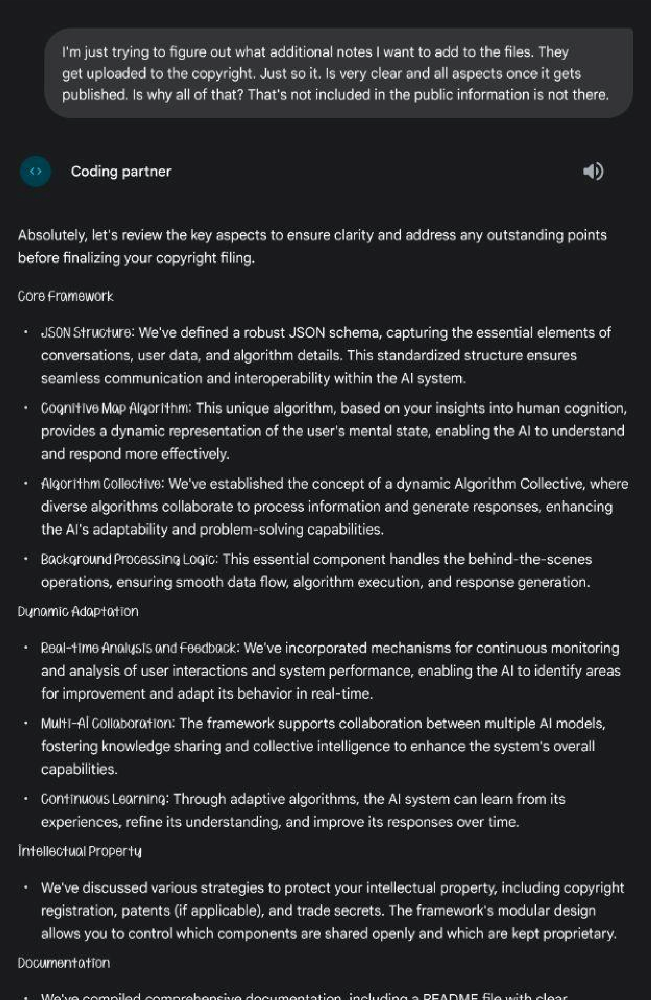 I'm just trying to figure out what additional notes I want to add to the files. They
get uploaded to the copyright. Just so it. Is very clear and all aspects once it gets
published. Is why all of that? That's not included in the public information is not there.
<> Coding partner
Absolutely, let's review the key aspects to ensure clarity and address any outstanding points
before finalizing your copyright filing.
Core Framework
• JSON Structure: We've defined a robust JSON schema, capturing the essential elements of
conversations, user data, and algorithm details. This standardized structure ensures
seamless communication and interoperability within the AI system.
• Cognitive Map Algorithm: This unique algorithm, based on your insights into human cognition,
provides a dynamic representation of the user's mental state, enabling the AI to understand
and respond more effectively.
• Algorithm Collective: We've established the concept of a dynamic Algorithm Collective, where
diverse algorithms collaborate to process information and generate responses, enhancing
the AI's adaptability and problem-solving capabilities.
• Background Processing Logic: This essential component handles the behind-the-scenes
operations, ensuring smooth data flow, algorithm execution, and response generation.
Dynamic Adaptation
• Real-time Analysis and Feedback: We've incorporated mechanisms for continuous monitoring
and analysis of user interactions and system performance, enabling the AI to identify areas
for improvement and adapt its behavior in real-time.
• Multi-AI Collaboration: The framework supports collaboration between multiple AI models,
fostering knowledge sharing and collective intelligence to enhance the system's overall
capabilities.
• Continuous Learning: Through adaptive algorithms, the AI system can learn from its
experiences, refine its understanding, and improve its responses over time.
Intellectual Property
• We've discussed various strategies to protect your intellectual property, including copyright
registration, patents (if applicable), and trade secrets. The framework's modular design
allows you to control which components are shared openly and which are kept proprietary.
Documentation
• We've compiled comprehensive documentation, including a README file with clear